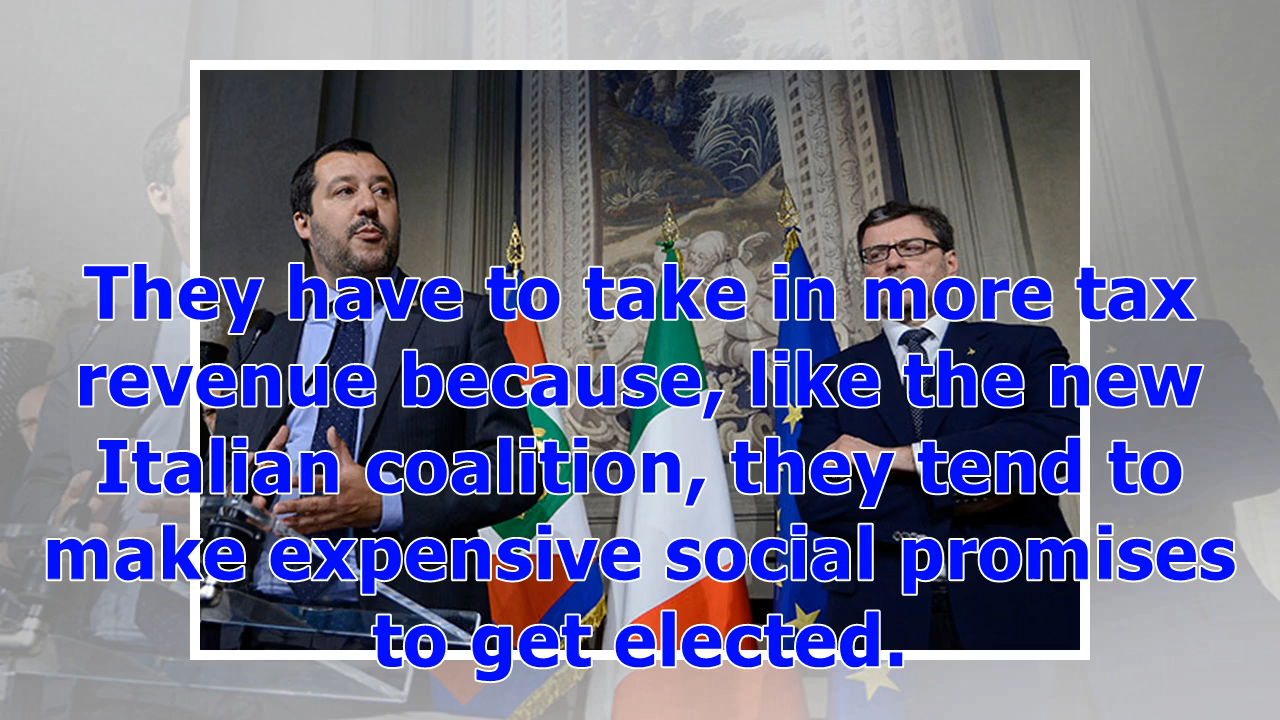 They have to take in more tax
revenue because, like the new
Italian coalition, they tend to
make expensive social promises
to get elected.